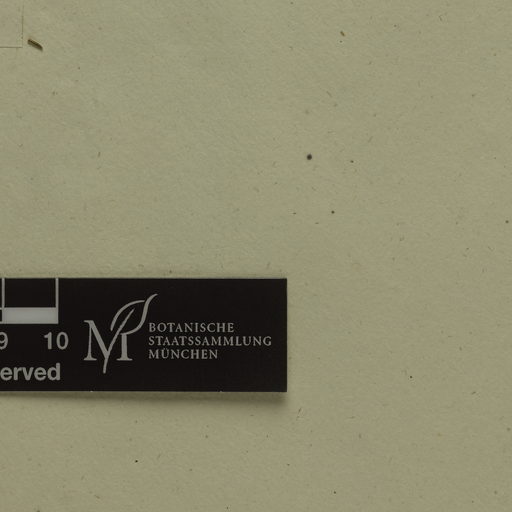 9 10
erved
M
BOTANISCHE
STAATSSAMMLUNG
MÜNCHEN